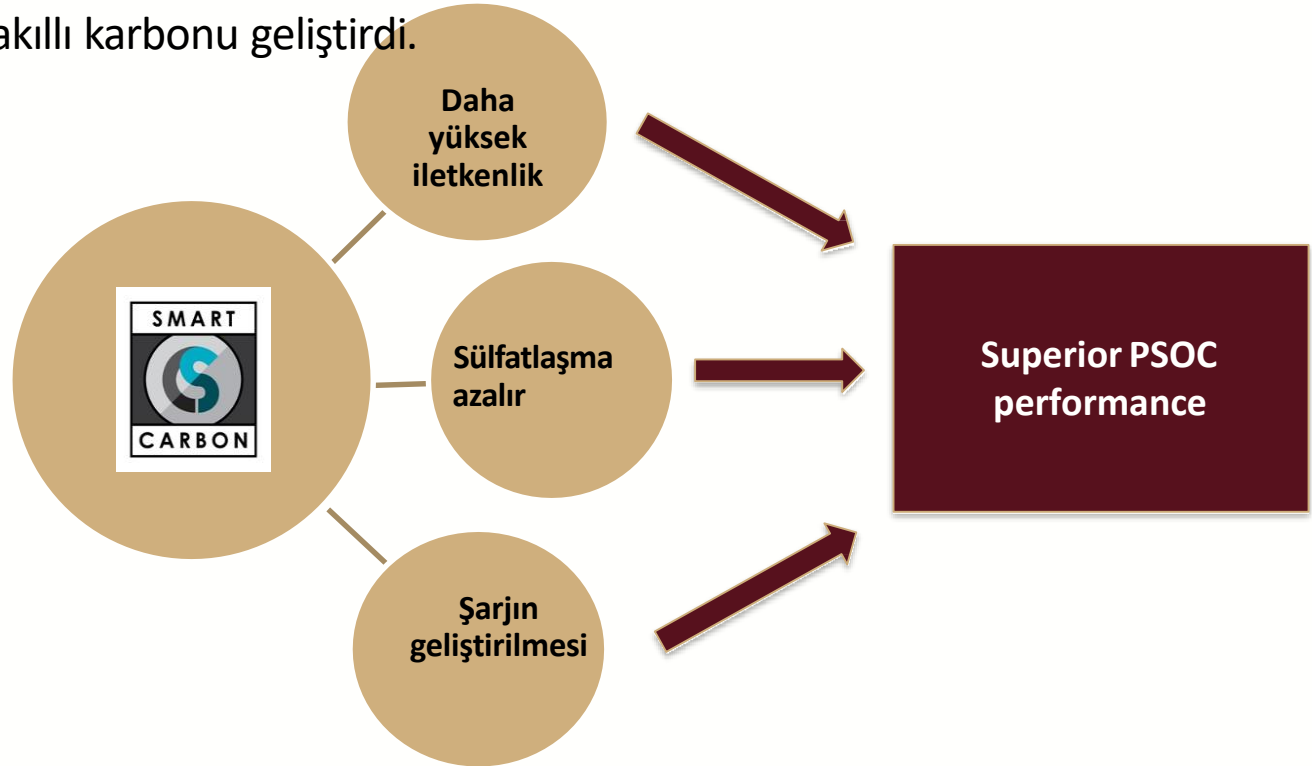 akıllı karbonu geliştirdi.
Daha
yüksek
iletkenlik
SMART
CARBON
Sülfatlaşma
azalır
Şarjın
geliştirilmesi
Superior PSOC
performance